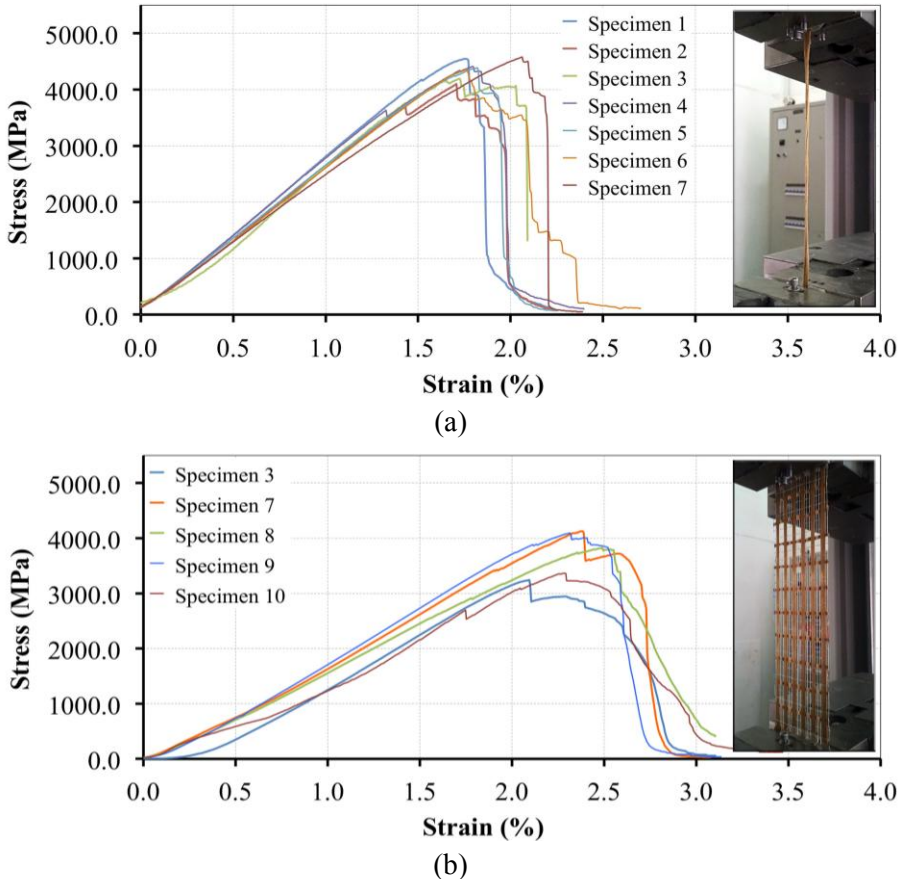 5000.0
4000.0
3000.0
2000.0
1000.0
0.0
Stress (MPa)
Specimen 1
Specimen 2
Specimen 3
Specimen 4
Specimen 5
Specimen 6
Specimen 7
0.0 0.5 1.0 1.5 2.0 2.5 3.0 3.5 4.0
Strain (%)
(a)
5000.0
4000.0
3000.0
2000.0
1000.0
0.0
Stress (MPa)
Specimen 3
Specimen 7
Specimen 8
Specimen 9
Specimen 10
0.0 0.5 1.0 1.5 2.0 2.5 3.0 3.5 4.0
Strain (%)
(b)